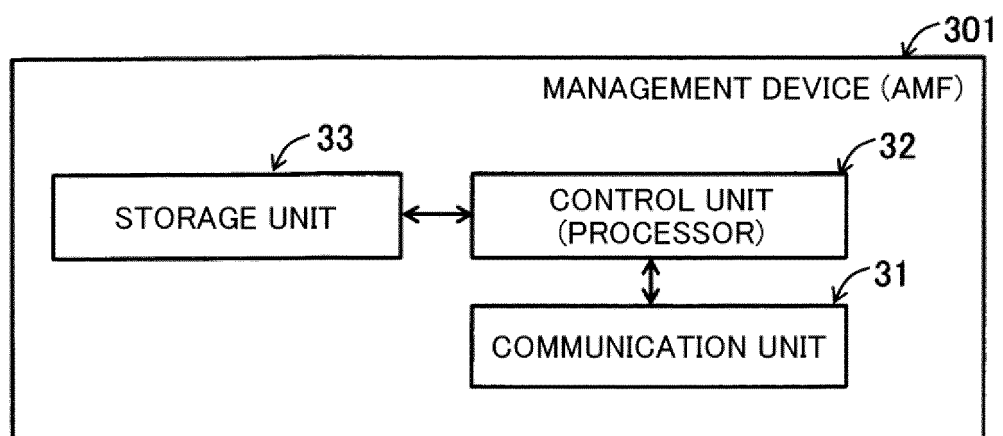 301
MANAGEMENT DEVICE (AMF)
33
32
STORAGE UNIT
CONTROL UNIT
(PROCESSOR)
31
COMMUNICATION UNIT